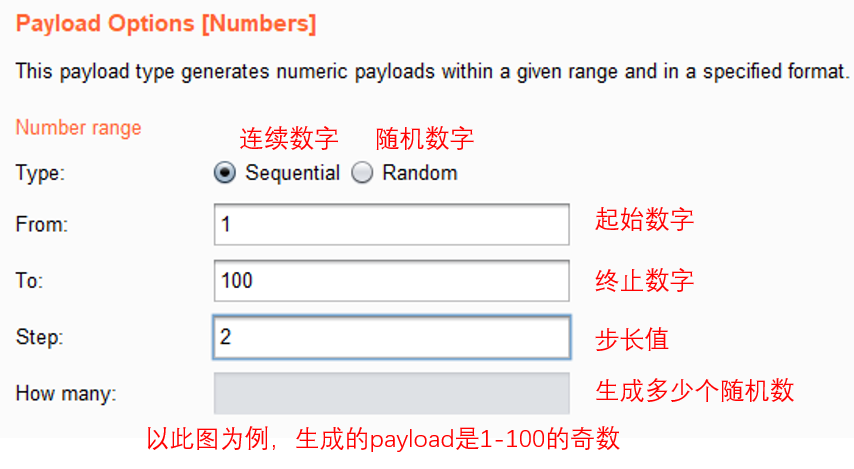 Payload Options [Numbers]
This payload type generates numeric payloads within a given range and in a specified format.
Number range
连续数字 随机数字
Type: Sequential Random
From: 1 起始数字
To: 100 终止数字
Step: 2 步长值
How many: 生成多少个随机数
以此图为例，生成的payload是1-100的奇数